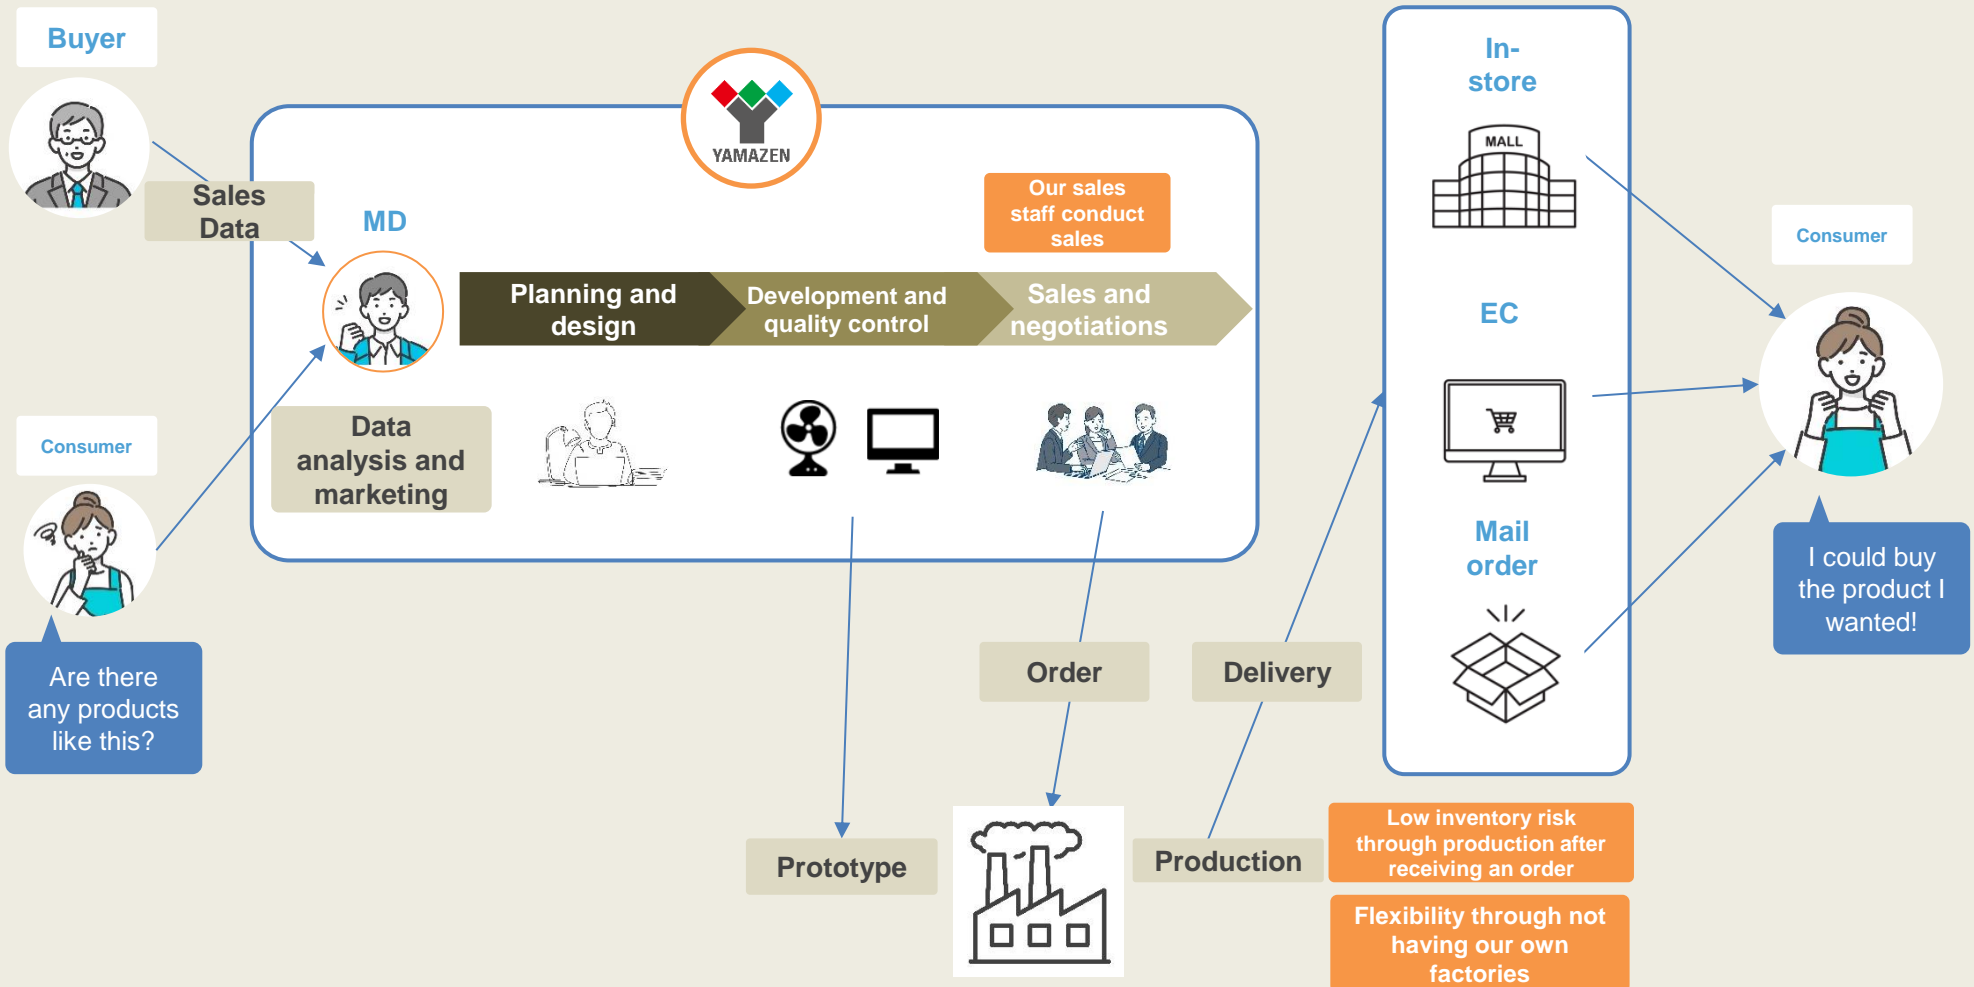 Buyer
Sales
Data
Consumer
Are there
any products
like this?
YAMAZEN
MD
Data
analysis and
marketing
Planning and
design
Development and
quality control
Our sales
staff conduct
sales
Sales and
negotiations
Prototype
Order
Production
Delivery
In-
store
MALL
EC
Mail
order
Low inventory risk
through production after
receiving an order
Flexibility through not
having our own
factories
Consumer
I could buy
the product I
wanted!